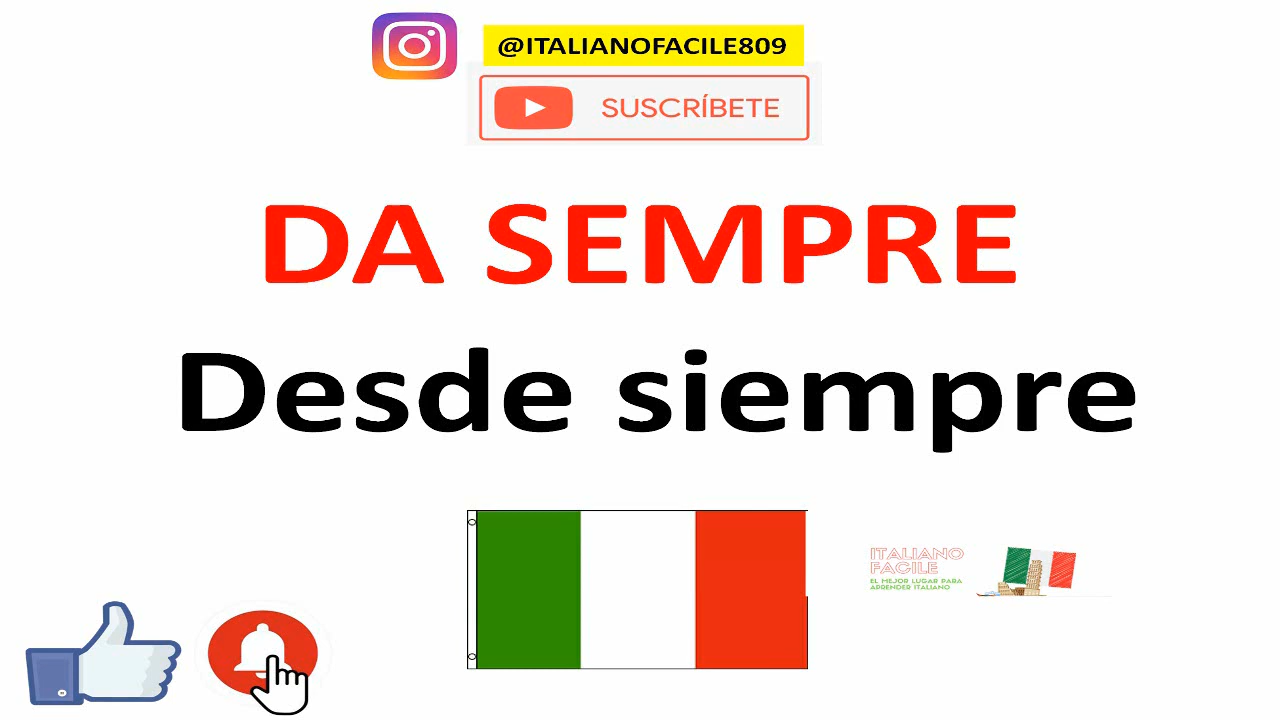 @ITALIANOFACILE809
SUSCRÍBETE
DA SEMPRE
Desde siempre
ITALIANO
FACILE
EL MEJOR LUGAR PARA
APRENDER ITALIANO